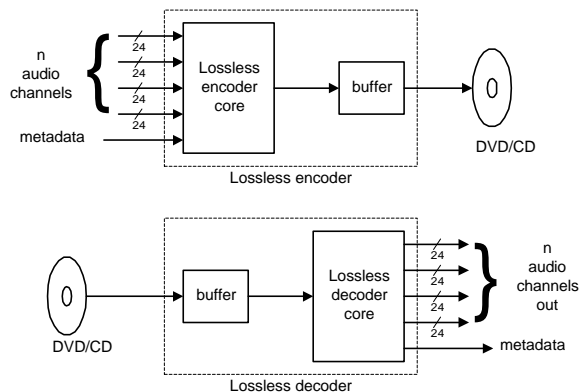 n
audio
channels
24
24
24
24
metadata
Lossless
encoder
core
buffer
DVD/CD
Lossless encoder
DVD/CD
buffer
Lossless
decoder
core
24
24
24
24
n
audio
channels
out
metadata
Lossless decoder